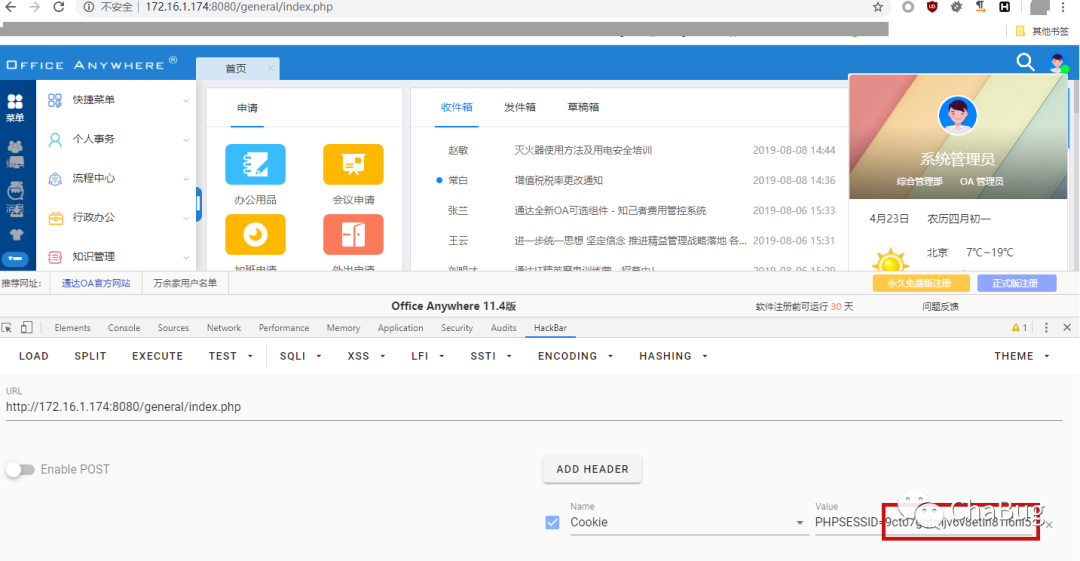 不安全 172.16.1.174:8080/general/index.php
其他书签
OFFICE ANYWHERE ®
首页
菜单
快捷菜单
个人事务
流程中心
行政办公
知识管理
申请
办公用品
会议申请
收件箱 发件箱 草稿箱
赵敏 灭火器使用方法及用电安全培训 2019-08-08 14:44
常白 增值税税率更改通知 2019-08-08 14:36
张兰 通达全新OA可选组件 - 知己者费用管控系统 2019-08-06 15:33
王云 进一步统一思想 坚定信念 推进精益管理战略落地 各... 2019-08-06 15:31
系统管理员
综合管理部 OA 管理员
4月23日 农历四月初一
北京 7℃~19℃
推荐网址: 通达OA官方网站 万余家用户名单
永久免费版注册 正式版注册
Office Anywhere 11.4版 软件注册前可运行 30 天 问题反馈
Elements Console Sources Network Performance Memory Application Security Audits HackBar 1
LOAD SPLIT EXECUTE TEST SQLI XSS LFI SSTI ENCODING HASHING THEME
URL
http://172.16.1.174:8080/general/index.php
Enable POST
ADD HEADER
Name Value
Cookie PHPSESSID=
ChaBug